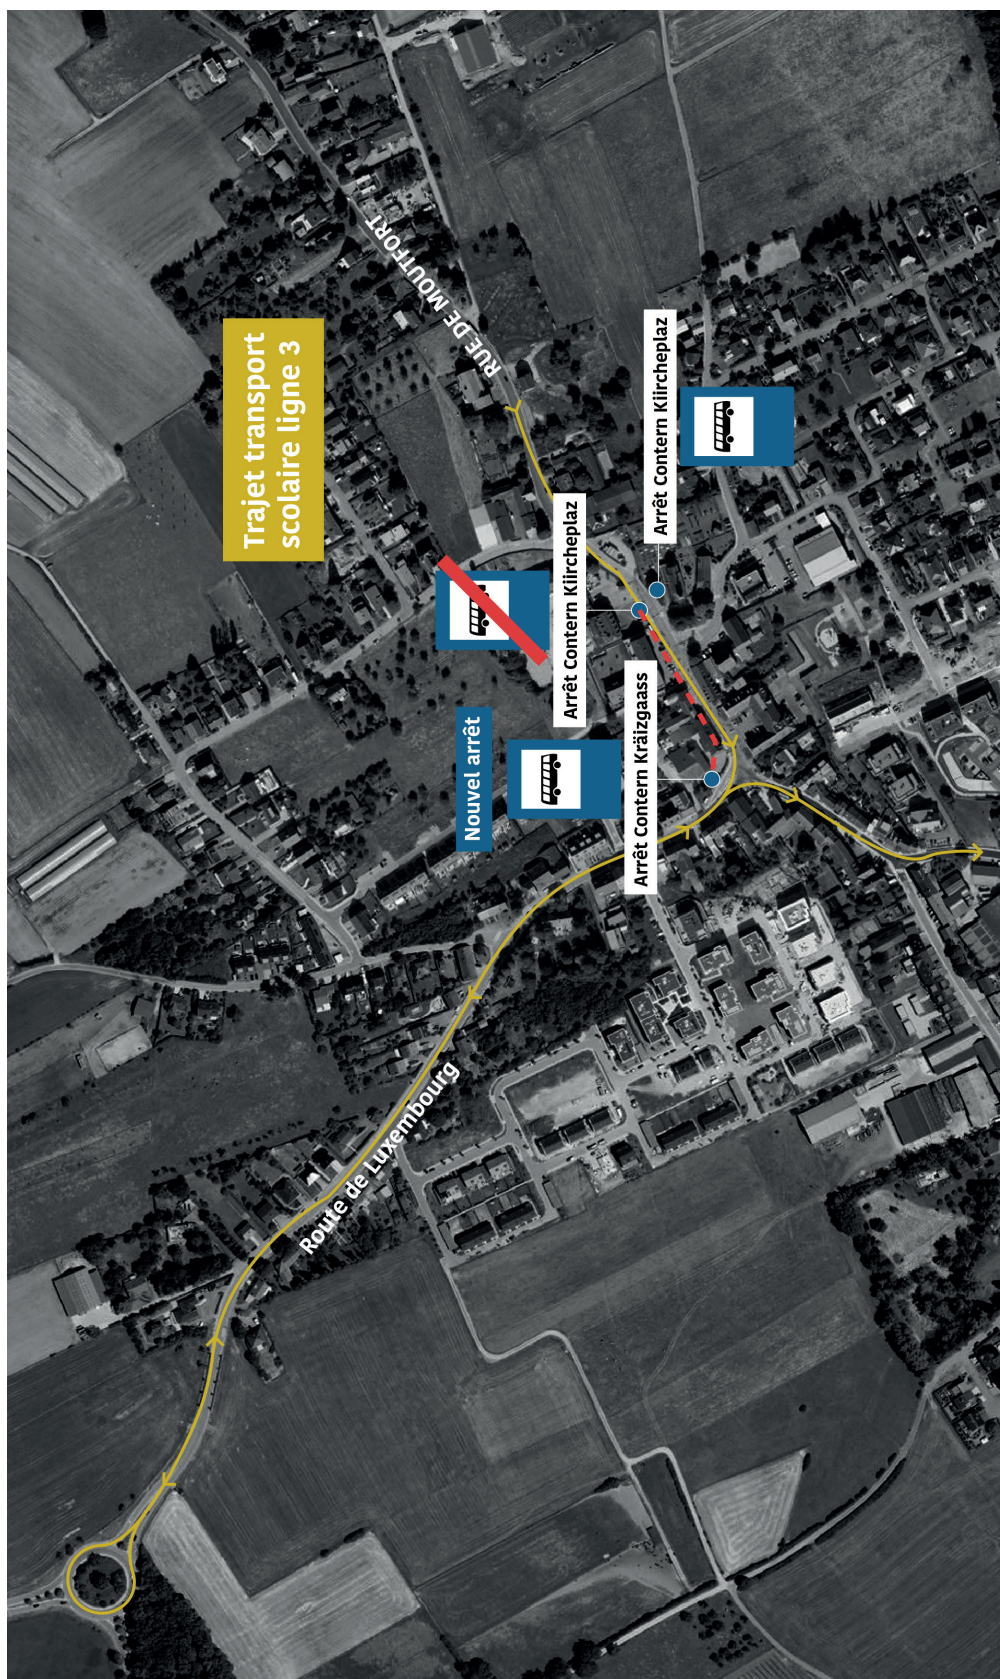 Trajet transport
scolaire ligne 3
RUE DE MOUTFORT
Arrêt Contern Kiircheplaz
Arrêt Contern Kiircheplaz
Nouvel arrêt
Arrêt Contern Kräizgaass
Route de Luxembourg